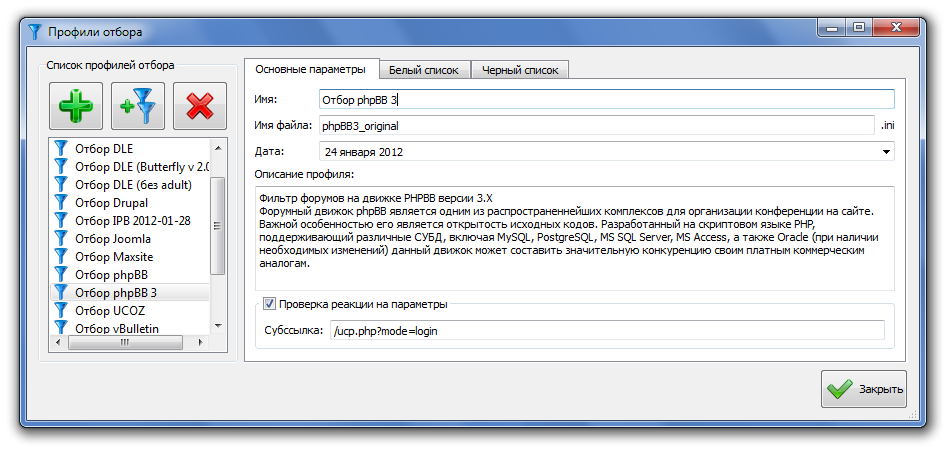 Профили отбора
Список профилей отбора
Отбор DLE
Отбор DLE (Butterfly v 2.0
Отбор DLE (без adult)
Отбор Drupal
Отбор IPB 2012-01-28
Отбор Joomla
Отбор Maxsite
Отбор phpBB
Отбор phpBB 3
Отбор UCOZ
Отбор vBulletin
Основные параметры
Белый список
Черный список
Имя:
Отбор phpBB 3
Имя файла:
phpBB3_original
.ini
Дата:
24 января 2012
Описание профиля:
Фильтр форумов на движке PHPBB версии 3.X
Форумный движок phpBB является одним из распространеннейших комплексов для организации конференции на сайте.
Важной особенностью его является открытость исходных кодов. Разработанный на скриптовом языке PHP,
поддерживающий различные СУБД, включая MySQL, PostgreSQL, MS SQL Server, MS Access, а также Oracle (при наличии
необходимых изменений) данный движок может составить значительную конкуренцию своим платным коммерческим
аналогам.
Проверка реакции на параметры
Субссылка:
/ucp.php?mode=login
Закрыть